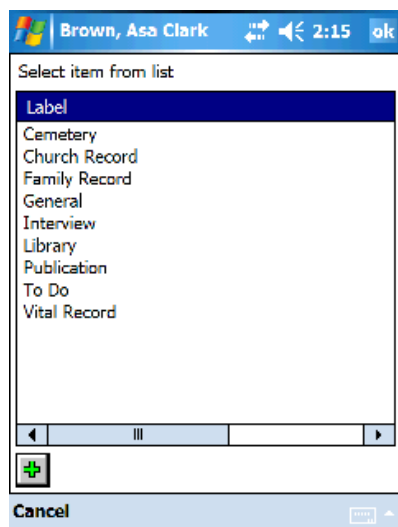 Brown, Asa Clark 2:15 ok
Select item from list
Label
Cemetery
Church Record
Family Record
General
Interview
Library
Publication
To Do
Vital Record
Cancel